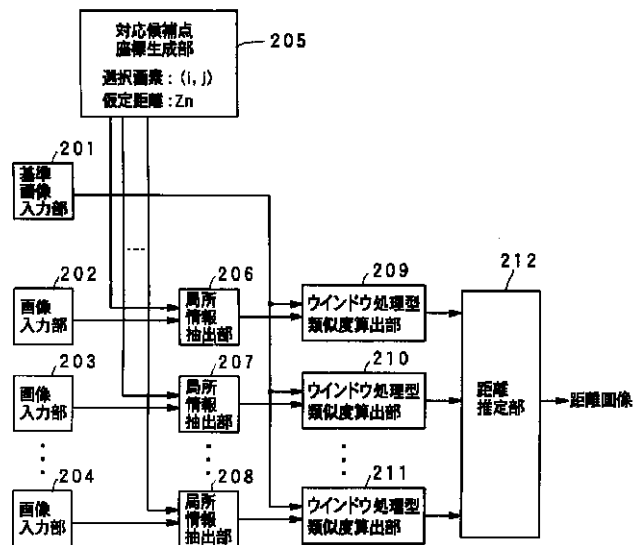 対応候補点
座標生成部
選択画素：(i, j)
仮定距離：Zn
205
201
基準
画像
入力部
202
画像
入力部
206
局所
情報
抽出部
209
ウインドウ処理型
類似度算出部
212
距離
推定部
距離画像
203
画像
入力部
207
局所
情報
抽出部
210
ウインドウ処理型
類似度算出部
204
画像
入力部
208
局所
情報
抽出部
211
ウインドウ処理型
類似度算出部